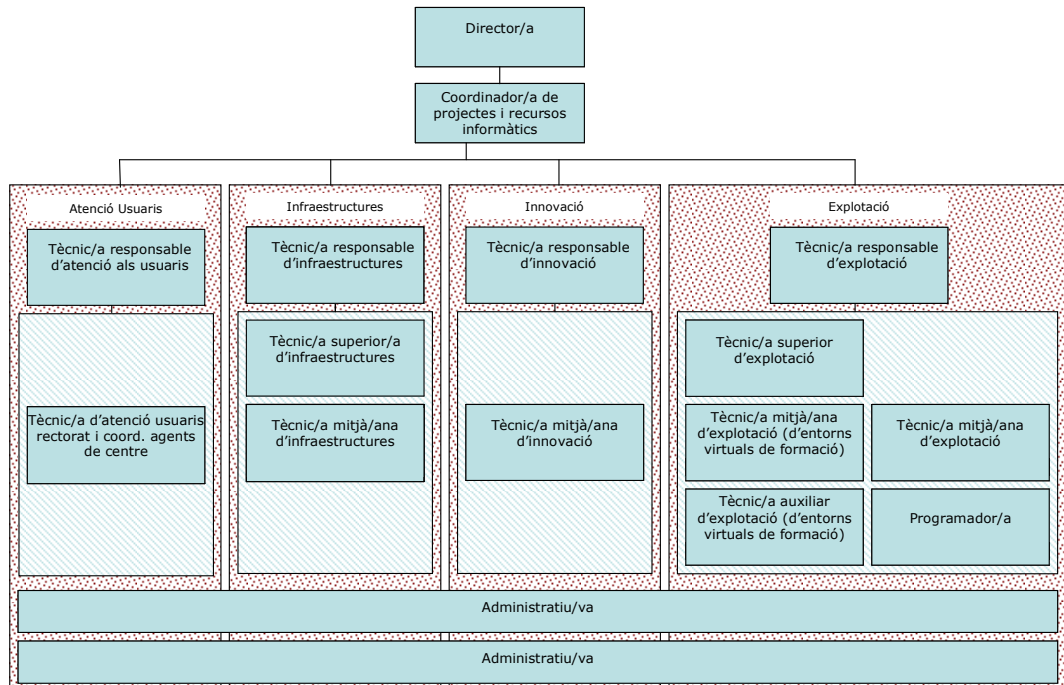 Director/a
Coordinador/a de
projectes i recursos
informàtics
Atenció Usuaris
Infraestructures
Innovació
Explotació
Tècnic/a responsable
d’atenció als usuaris
Tècnic/a responsable
d’infraestructures
Tècnic/a responsable
d’innovació
Tècnic/a responsable
d’explotació
Tècnic/a superior/a
d’infraestructures
Tècnic/a superior
d’explotació
Tècnic/a d’atenció usuaris
rectorat i coord. agents
de centre
Tècnic/a mitjà/ana
d’infraestructures
Tècnic/a mitjà/ana
d’innovació
Tècnic/a mitjà/ana
d’explotació (d’entorns
virtuals de formació)
Tècnic/a mitjà/ana
d’explotació
Tècnic/a auxiliar
d’explotació (d’entorns
virtuals de formació)
Programador/a
Administratiu/va
Administratiu/va